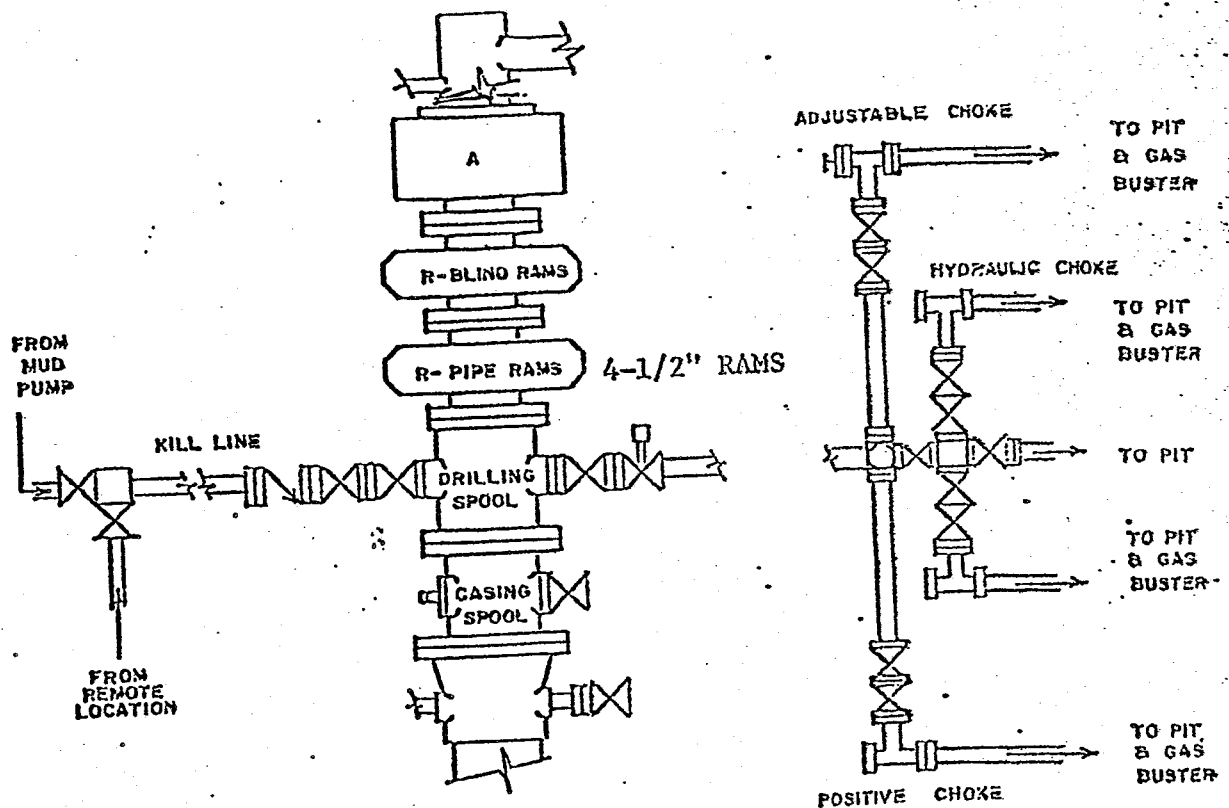 A
R-BLIND RAMS
R-PIPE RAMS
4-1/2" RAMS
FROM
MUD
PUMP
KILL LINE
DRILLING
SPOOL
CASING
SPOOL
FROM
REMOTE
LOCATION
ADJUSTABLE CHOKE
TO PIT
& GAS
BUSTER
HYDRAULIC CHOKE
TO PIT
& GAS
BUSTER
TO PIT
TO PIT
& GAS
BUSTER
TO PIT
& GAS
BUSTER
POSITIVE CHOKE